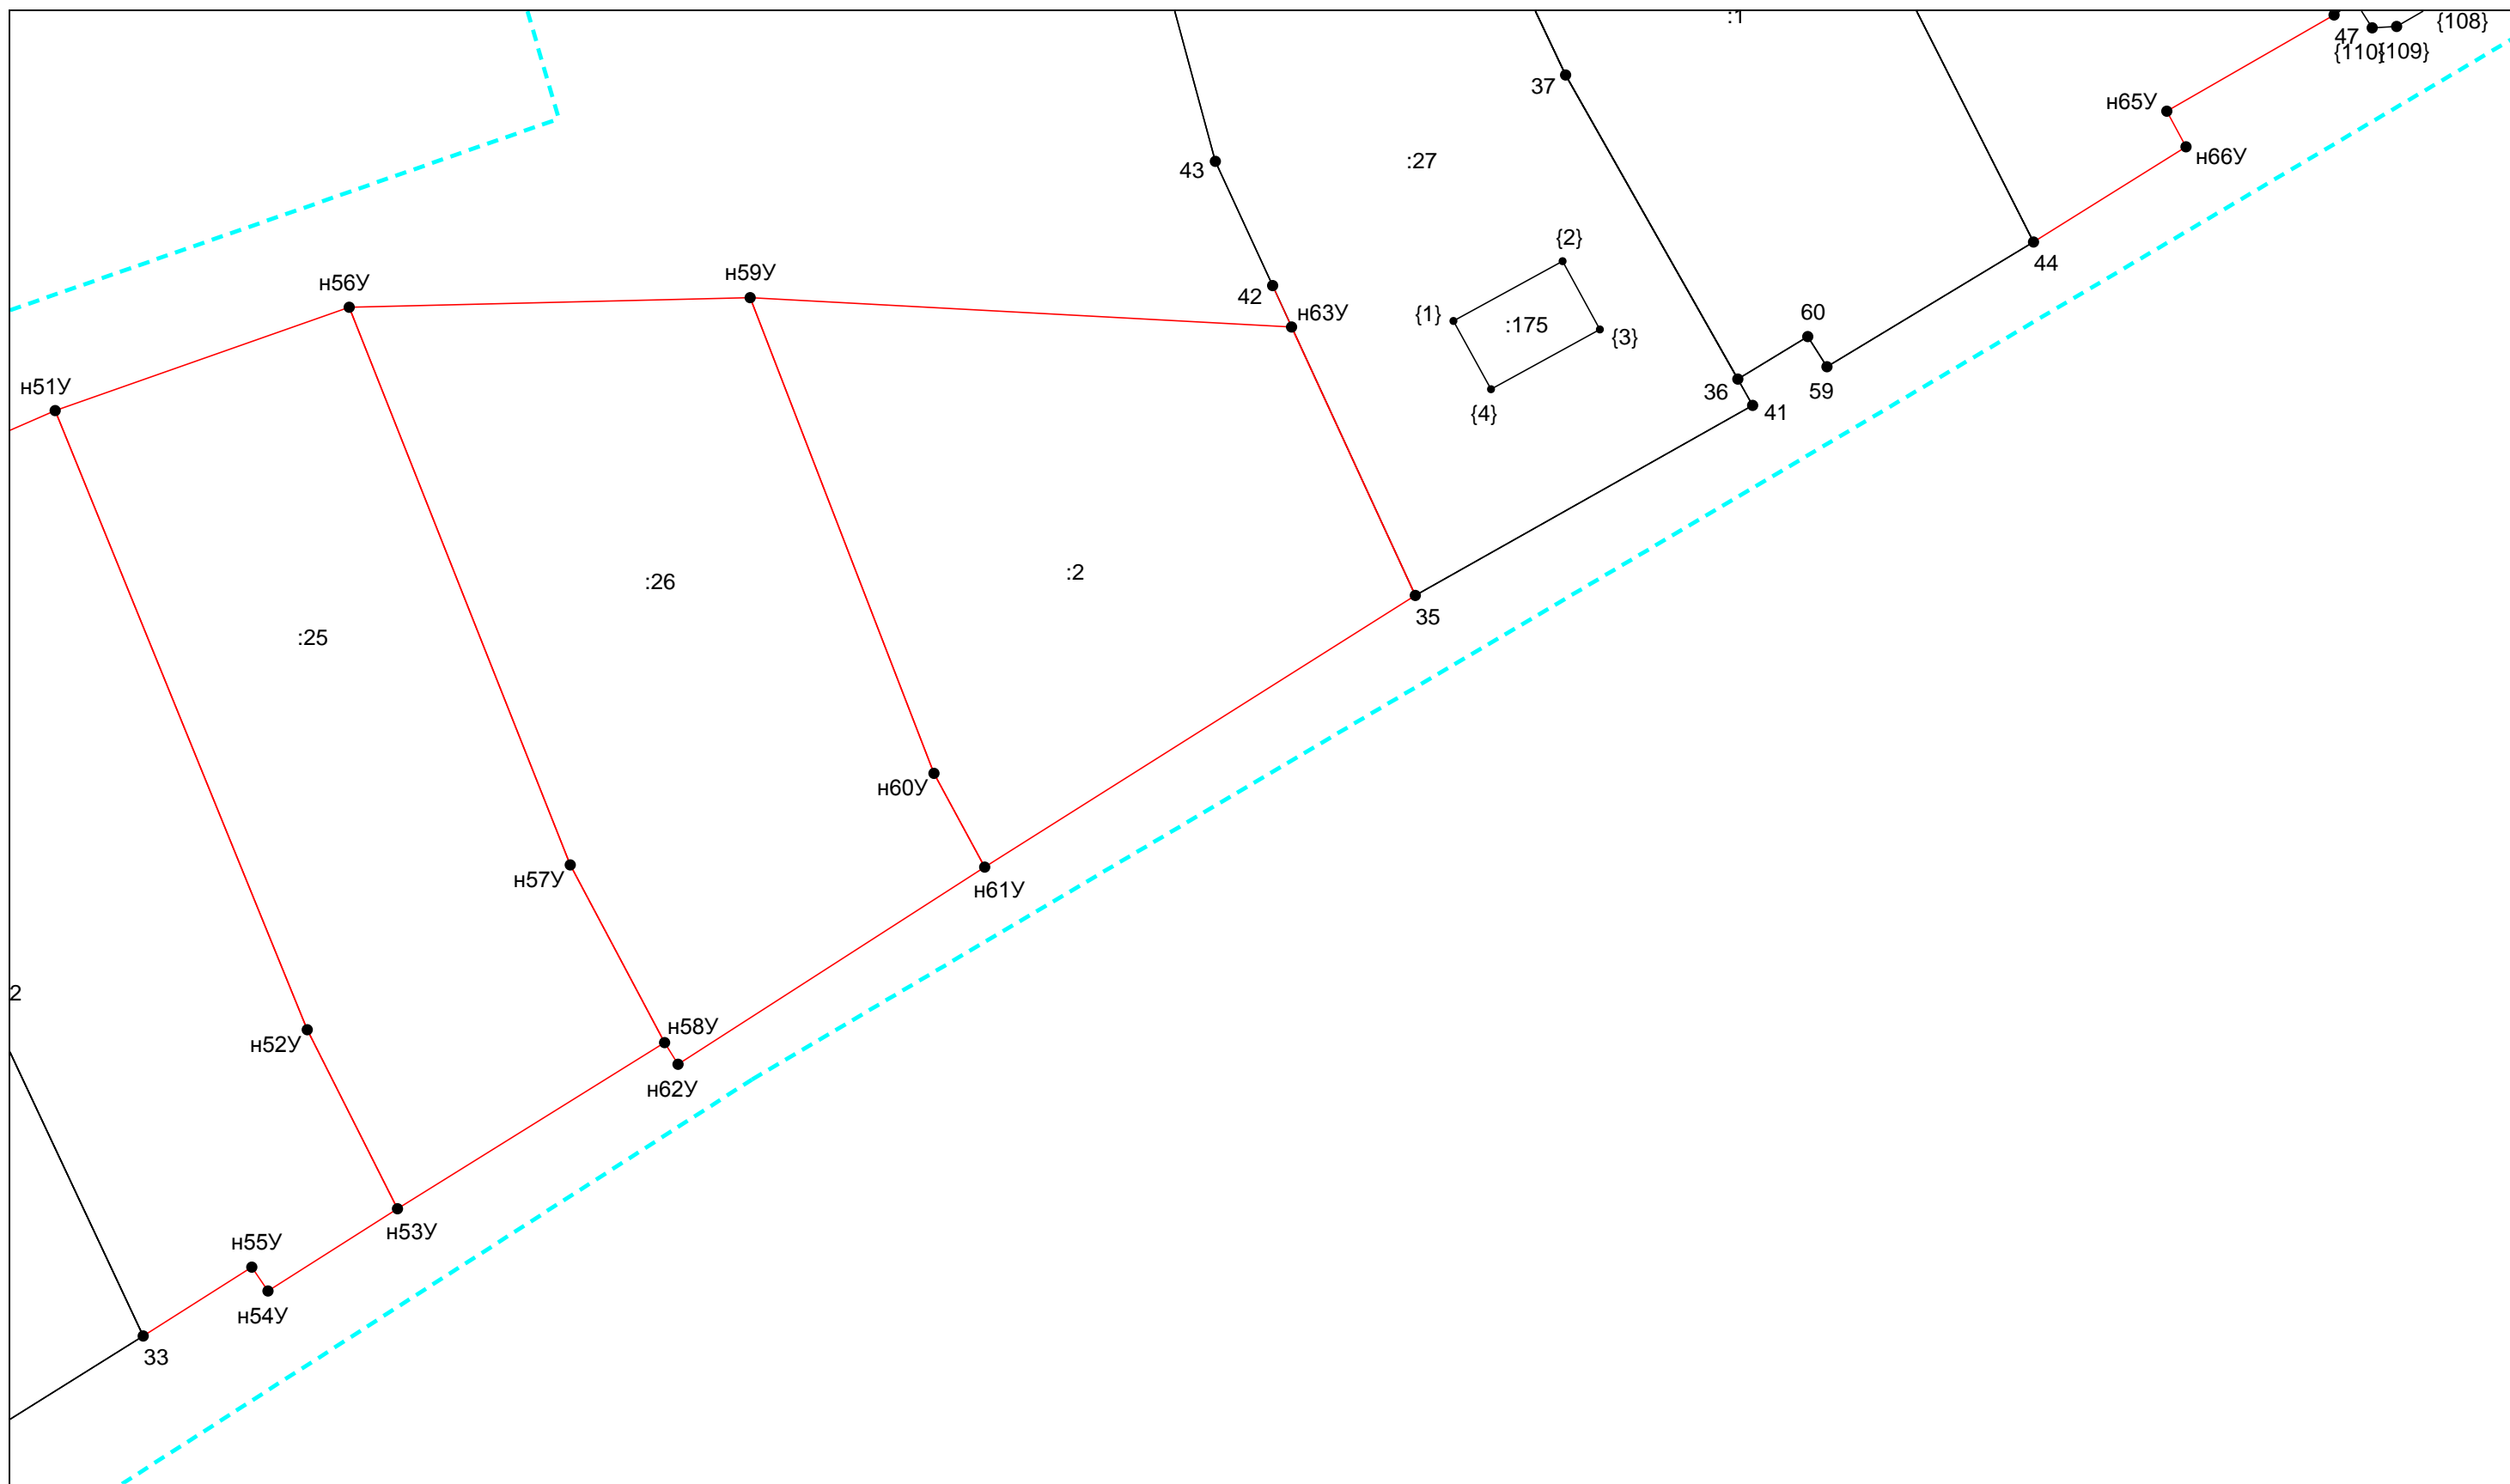 :1
{108}
47
{110}
{109}
37
н65У
н66У
43
:27
{2}
44
н59У
н56У
42
н63У
{1}
:175
{3}
60
н51У
36
59
41
{4}
:2
:26
35
:25
н60У
н57У
н61У
2
н58У
н52У
н62У
н53У
н55У
н54У
33